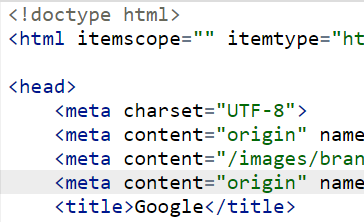 <!doctype html>
<html itemscope="" itemtype="ht
<head>
<meta charset="UTF-8">
<meta content="origin" name
<meta content="/images/bran
<meta content="origin" name
<title>Google</title>